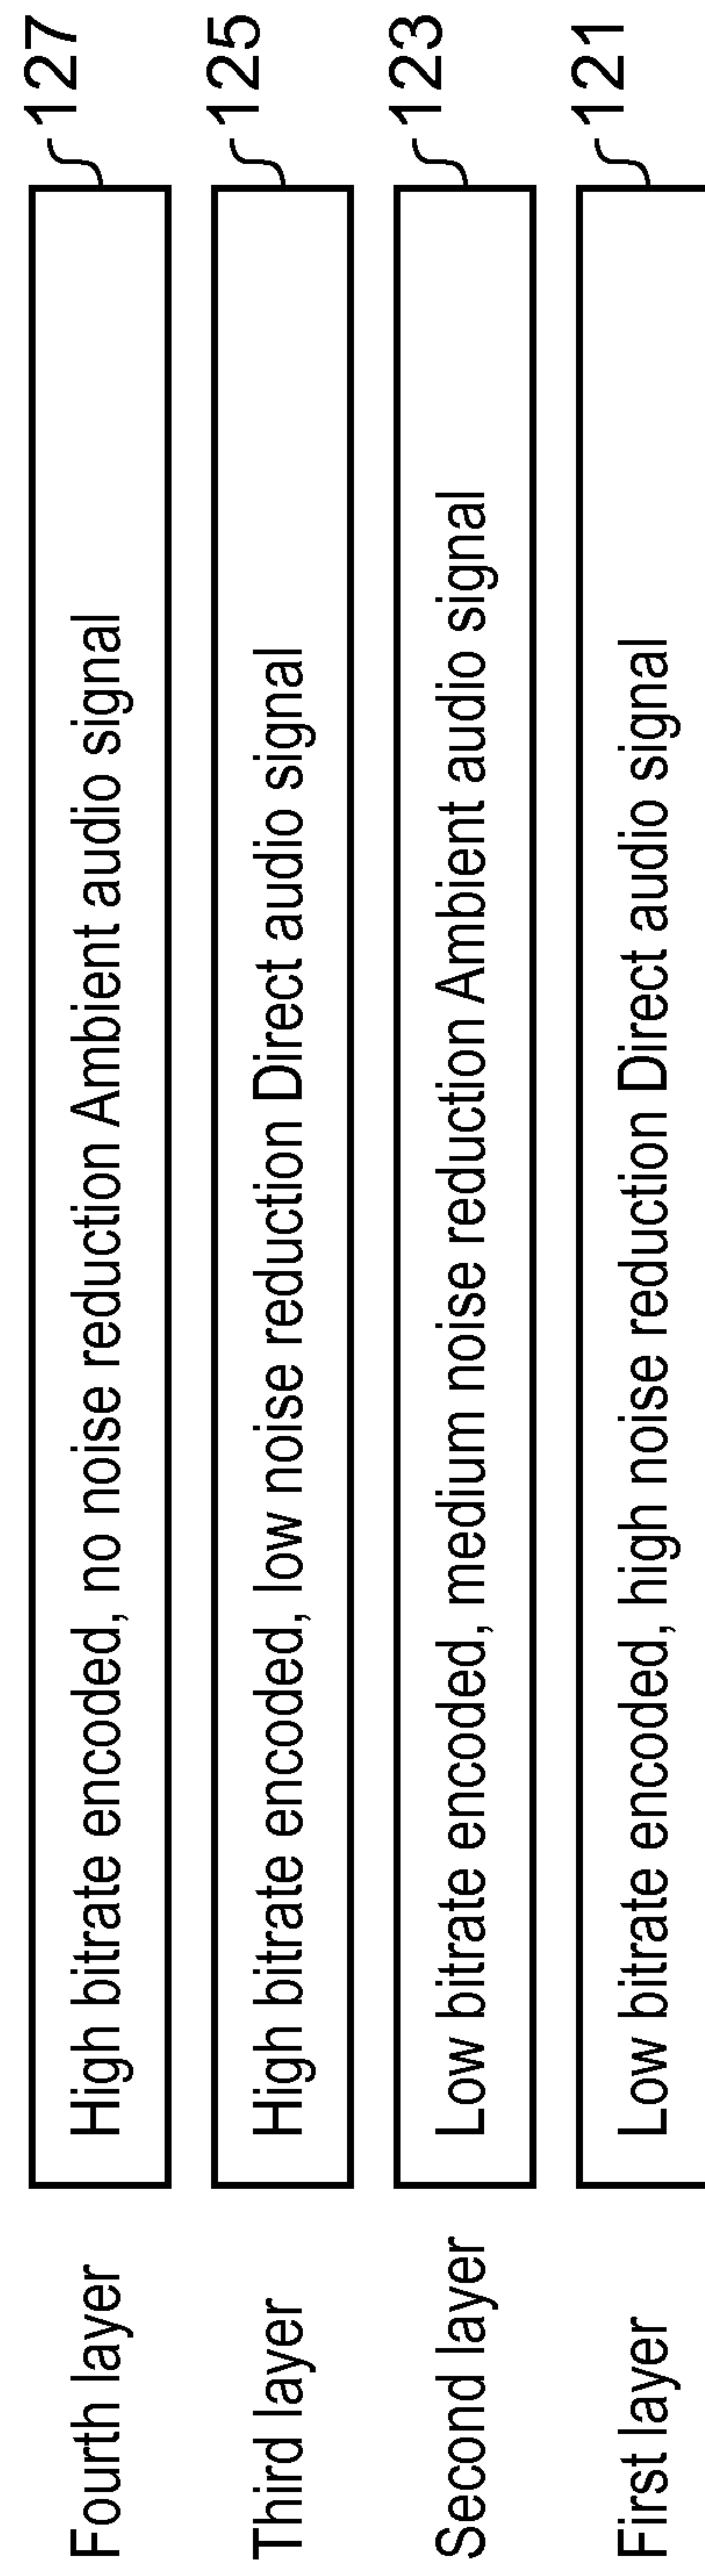 Fourth layer
High bitrate encoded, no noise reduction Ambient audio signal
127
Third layer
High bitrate encoded, low noise reduction Direct audio signal
125
Second layer
Low bitrate encoded, medium noise reduction Ambient audio signal
123
First layer
Low bitrate encoded, high noise reduction Direct audio signal
121